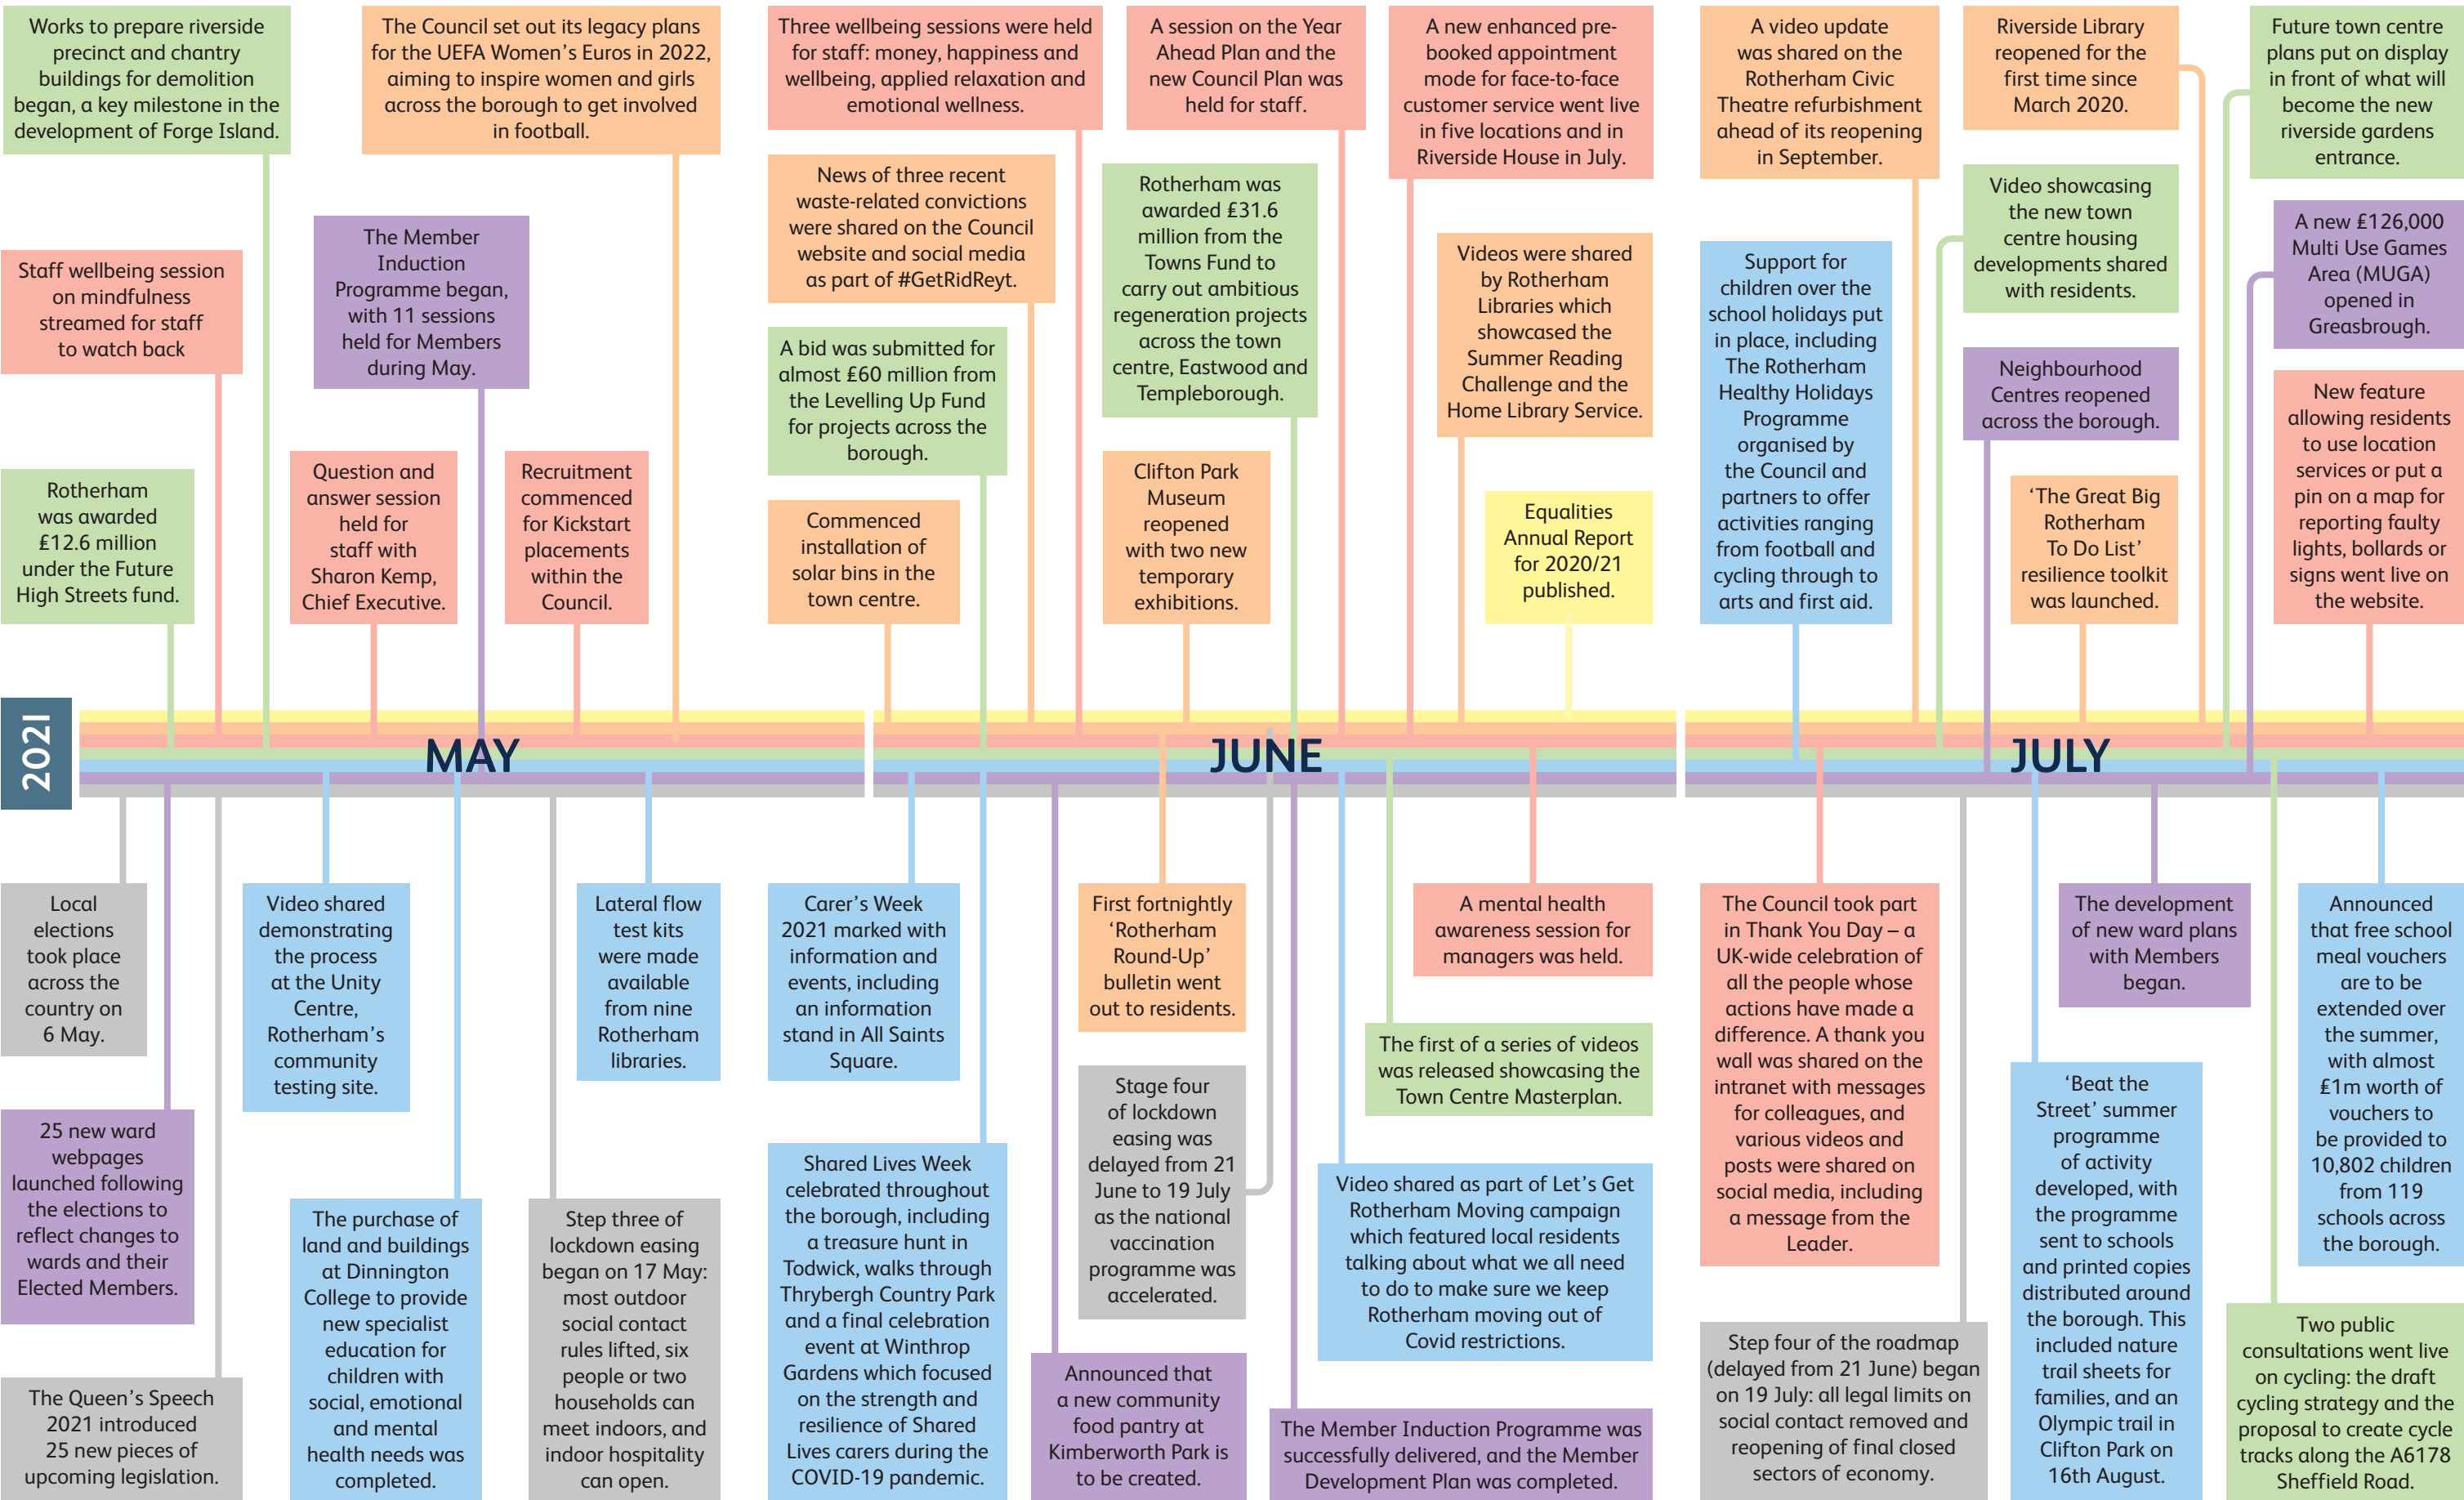 Works to prepare riverside
precinct and chantry
buildings for demolition
began, a key milestone in the
development of Forge Island.
The Council set out its legacy plans
for the UEFA Women's Euros in 2022,
aiming to inspire women and girls
across the borough to get involved
in football.
Three wellbeing sessions were held
for staff: money, happiness and
wellbeing, applied relaxation and
emotional wellness.
A session on the Year
Ahead Plan and the
new Council Plan was
held for staff.
A new enhanced pre-
booked appointment
mode for face-to-face
customer service went live
in five locations and in
Riverside House in July.
A video update
was shared on the
Rotherham Civic
Theatre refurbishment
ahead of its reopening
in September.
Riverside Library
reopened for the
first time since
March 2020.
Future town centre
plans put on display
in front of what will
become the new
riverside gardens
entrance.
Staff wellbeing session
on mindfulness
streamed for staff
to watch back
The Member
Induction
Programme began,
with 11 sessions
held for Members
during May.
News of three recent
waste-related convictions
were shared on the Council
website and social media
as part of #GetRidReyt.
Rotherham was
awarded £31.6
million from the
Towns Fund to
carry out ambitious
regeneration projects
across the town
centre, Eastwood and
Templeborough.
Videos were shared
by Rotherham
Libraries which
showcased the
Summer Reading
Challenge and the
Home Library Service.
Support for
children over the
school holidays put
in place, including
The Rotherham
Healthy Holidays
Programme
organised by
the Council and
partners to offer
activities ranging
from football and
cycling through to
arts and first aid.
Video showcasing
the new town
centre housing
developments shared
with residents.
A new £126,000
Multi Use Games
Area (MUGA)
opened in
Greasbrough.
Rotherham
was awarded
£12.6 million
under the Future
High Streets fund.
Question and
answer session
held for
staff with
Sharon Kemp,
Chief Executive.
Recruitment
commenced
for Kickstart
placements
within the
Council.
A bid was submitted for
almost £60 million from
the Levelling Up Fund
for projects across the
borough.
Commenced
installation of
solar bins in the
town centre.
Clifton Park
Museum
reopened
with two new
temporary
exhibitions.
Equalities
Annual Report
for 2020/21
published.
Neighbourhood
Centres reopened
across the borough.
'The Great Big
Rotherham
To Do List'
resilience toolkit
was launched.
New feature
allowing residents
to use location
services or put a
pin on a map for
reporting faulty
lights, bollards or
signs went live on
the website.
2021
MAY
JUNE
JULY
Local
elections
took place
across the
country on
6 May.
Video shared
demonstrating
the process
at the Unity
Centre,
Rotherham's
community
testing site.
Lateral flow
test kits
were made
available
from nine
Rotherham
libraries.
Carer's Week
2021 marked with
information and
events, including
an information
stand in All Saints
Square.
First fortnightly
'Rotherham
Round-Up'
bulletin went
out to residents.
A mental health
awareness session for
managers was held.
The Council took part
in Thank You Day – a
UK-wide celebration of
all the people whose
actions have made a
difference. A thank you
wall was shared on the
intranet with messages
for colleagues, and
various videos and
posts were shared on
social media, including
a message from the
Leader.
The development
of new ward plans
with Members
began.
Announced
that free school
meal vouchers
are to be
extended over
the summer,
with almost
£1m worth of
vouchers to
be provided to
10,802 children
from 119
schools across
the borough.
25 new ward
webpages
launched following
the elections to
reflect changes to
wards and their
Elected Members.
The Queen's Speech
2021 introduced
25 new pieces of
upcoming legislation.
The purchase of
land and buildings
at Dinnington
College to provide
new specialist
education for
children with
social, emotional
and mental
health needs was
completed.
Step three of
lockdown easing
began on 17 May:
most outdoor
social contact
rules lifted, six
people or two
households can
meet indoors, and
indoor hospitality
can open.
Shared Lives Week
celebrated throughout
the borough, including
a treasure hunt in
Todwick, walks through
Thrybergh Country Park
and a final celebration
event at Winthrop
Gardens which focused
on the strength and
resilience of Shared
Lives carers during the
COVID-19 pandemic.
Stage four
of lockdown
easing was
delayed from 21
June to 19 July
as the national
vaccination
programme was
accelerated.
The first of a series of videos
was released showcasing the
Town Centre Masterplan.
Video shared as part of Let's Get
Rotherham Moving campaign
which featured local residents
talking about what we all need
to do to make sure we keep
Rotherham moving out of
Covid restrictions.
Announced that
a new community
food pantry at
Kimberworth Park is
to be created.
The Member Induction Programme was
successfully delivered, and the Member
Development Plan was completed.
Step four of the roadmap
(delayed from 21 June) began
on 19 July: all legal limits on
social contact removed and
reopening of final closed
sectors of economy.
'Beat the
Street' summer
programme
of activity
developed, with
the programme
sent to schools
and printed copies
distributed around
the borough. This
included nature
trail sheets for
families, and an
Olympic trail in
Clifton Park on
16th August.
Two public
consultations went live
on cycling: the draft
cycling strategy and the
proposal to create cycle
tracks along the A6178
Sheffield Road.